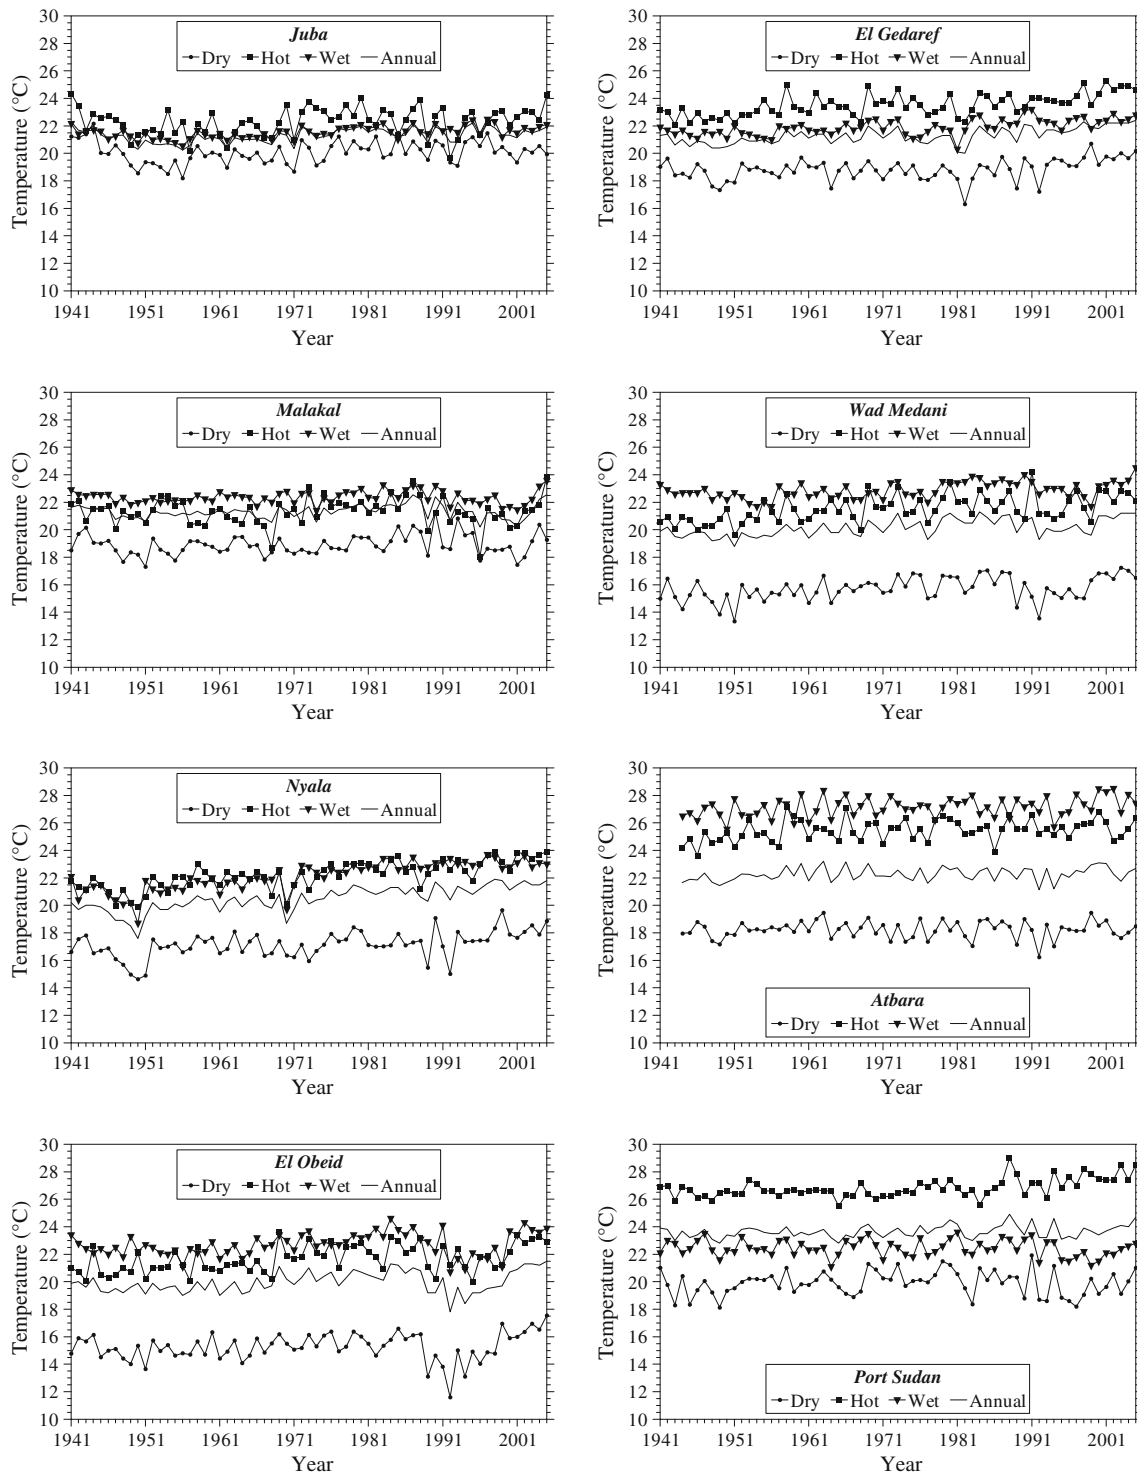 Juba
Dry Hot Wet Annual
Temperature (°C)
30
28
26
24
22
20
18
16
14
12
10
1941 1951 1961 1971 1981 1991 2001
Year
El Gedaref
Dry Hot Wet Annual
Temperature (°C)
30
28
26
24
22
20
18
16
14
12
10
1941 1951 1961 1971 1981 1991 2001
Year
Malakal
Dry Hot Wet Annual
Temperature (°C)
30
28
26
24
22
20
18
16
14
12
10
1941 1951 1961 1971 1981 1991 2001
Year
Wad Medani
Dry Hot Wet Annual
Temperature (°C)
30
28
26
24
22
20
18
16
14
12
10
1941 1951 1961 1971 1981 1991 2001
Year
Nyala
Dry Hot Wet Annual
Temperature (°C)
30
28
26
24
22
20
18
16
14
12
10
1941 1951 1961 1971 1981 1991 2001
Year
Temperature (°C)
30
28
26
24
22
20
18
16
14
12
10
Atbara
Dry Hot Wet Annual
1941 1951 1961 1971 1981 1991 2001
Year
El Obeid
Dry Hot Wet Annual
Temperature (°C)
30
28
26
24
22
20
18
16
14
12
10
1941 1951 1961 1971 1981 1991 2001
Year
Temperature (°C)
30
28
26
24
22
20
18
16
14
12
10
Port Sudan
Dry Hot Wet Annual
1941 1951 1961 1971 1981 1991 2001
Year